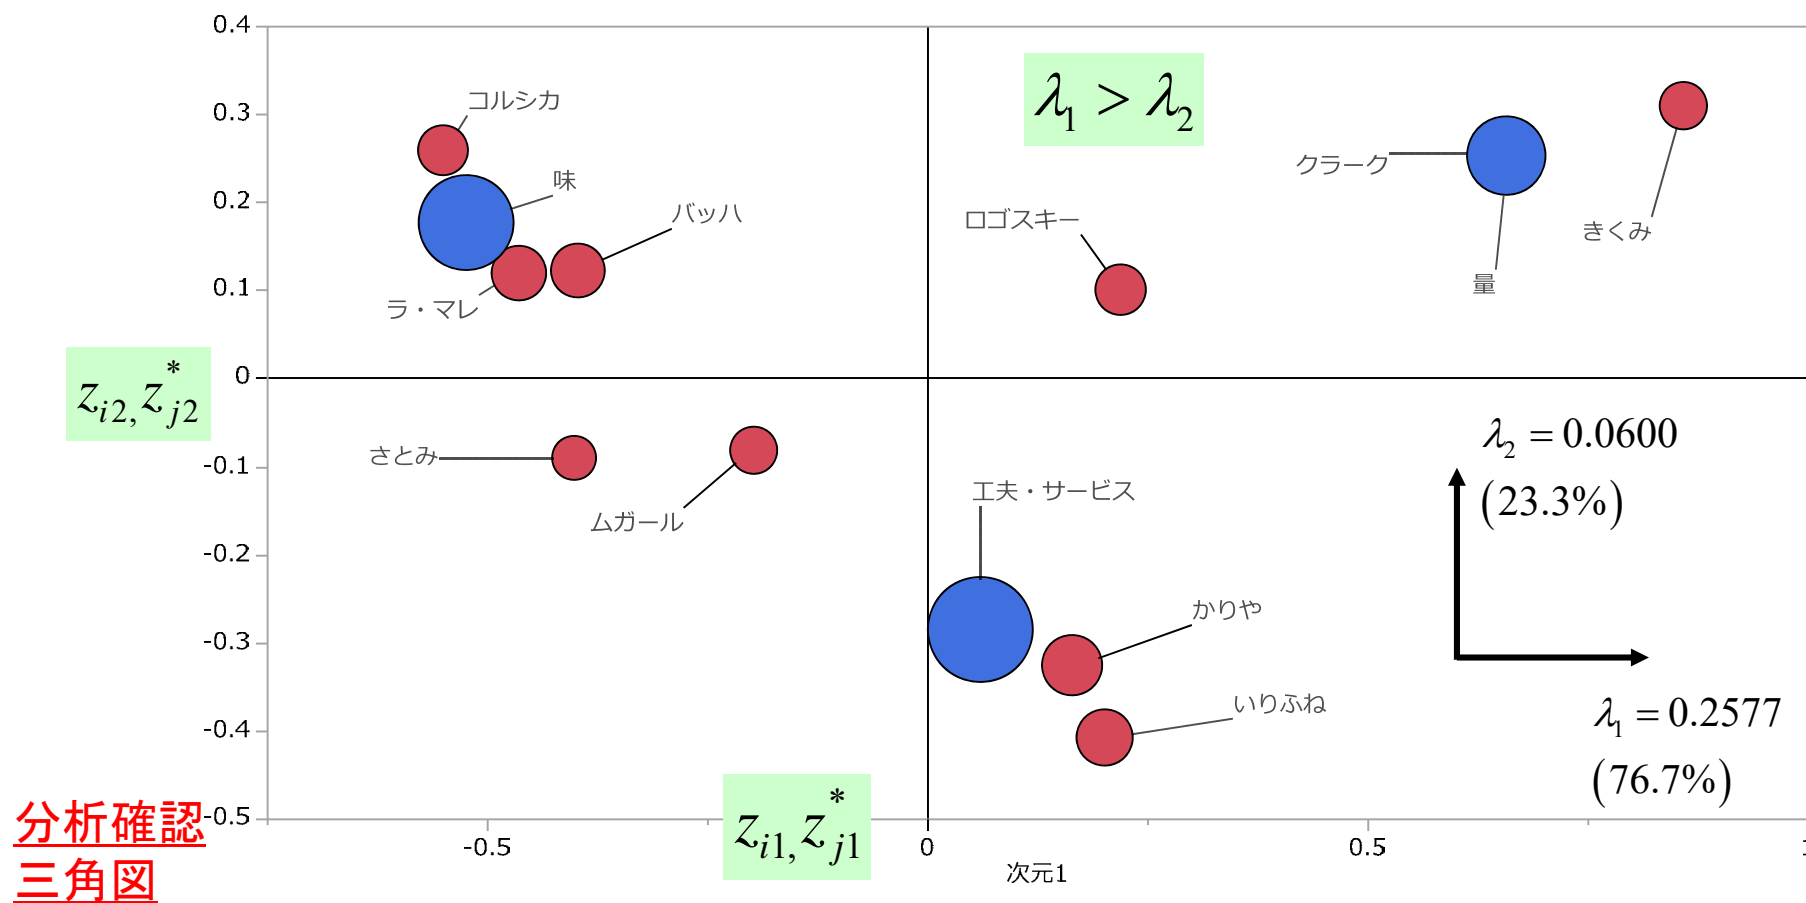 0.4
コルシカ
λ₁ > λ₂
0.3
クラーク
味
0.2
バッハ
ロゴスキー
きくみ
0.1
量
ラ・マレ
0
z_{i2,} z^{*}_{j2}
λ₂ = 0.0600
-0.1
さとみ
工夫・サービス
(23.3%)
ムガール
-0.2
かりや
-0.3
いりふね
-0.4
λ₁ = 0.2577
(76.7%)
-0.5
分析確認
三角図
z_{i1,} z^{*}_{j1}
-0.5
0
0.5
次元1